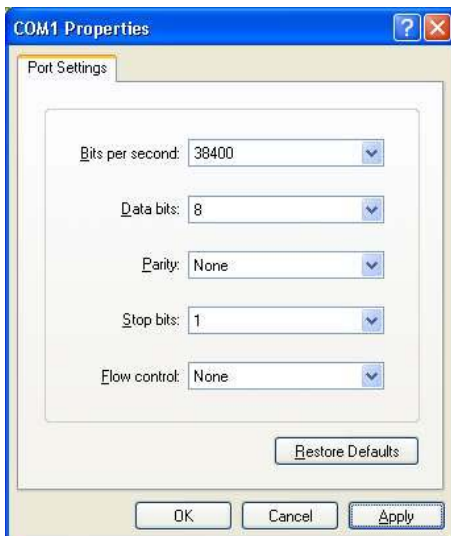 COM1 Properties
Port Settings
Bits per second: 38400
Data bits: 8
Parity: None
Stop bits: 1
Flow control: None
Restore Defaults
OK Cancel Apply